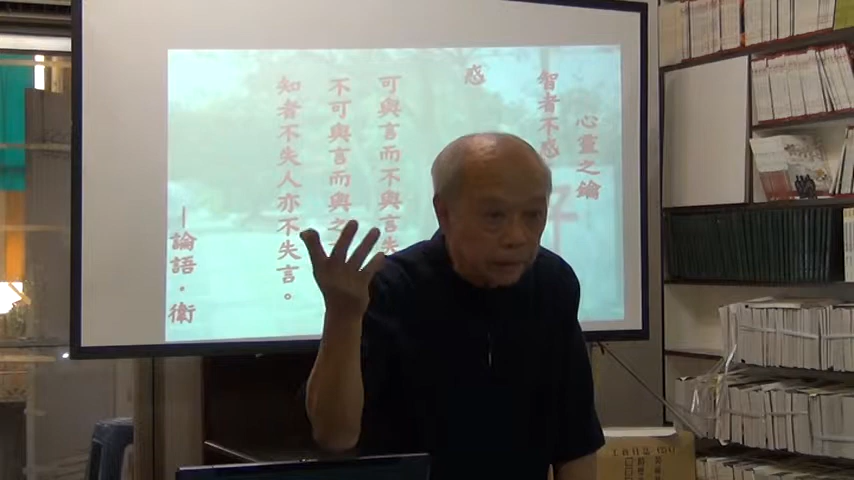 心靈之鑰
智者不惑
惑
可與言而不與言失
不可與言而與之
知者不失人亦不失言。
—論語·衛